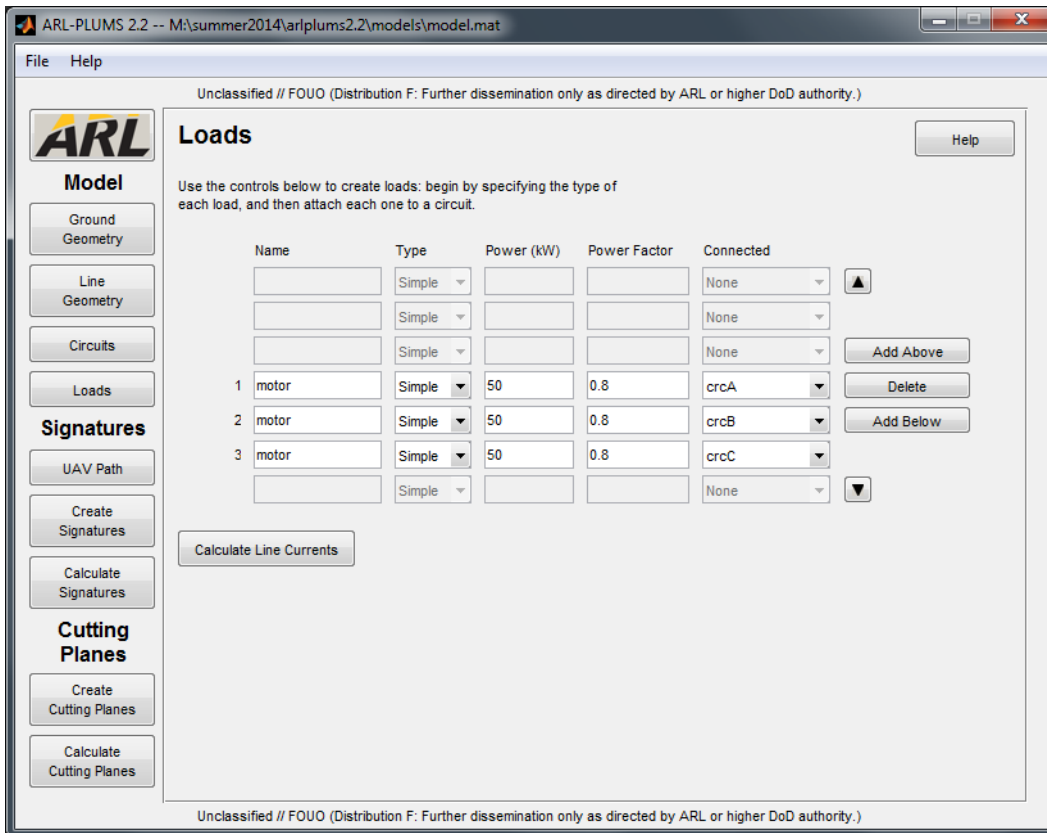 ARL-PLUMS 2.2 -- M:\summer2014\arlplums2.2\models\model.mat
File Help
Unclassified // FOUO (Distribution F: Further dissemination only as directed by ARL or higher DoD authority.)
ARL
Model
Ground
Geometry
Line
Geometry
Circuits
Loads
Signatures
UAV Path
Create
Signatures
Calculate
Signatures
Cutting
Planes
Create
Cutting Planes
Calculate
Cutting Planes
Loads
Help
Use the controls below to create loads: begin by specifying the type of
each load, and then attach each one to a circuit.
Name Type Power (kW) Power Factor Connected
Simple None
Simple None
Simple None Add Above
1 motor Simple 50 0.8 crcA Delete
2 motor Simple 50 0.8 crcB Add Below
3 motor Simple 50 0.8 crcC
Simple None
Calculate Line Currents
Unclassified // FOUO (Distribution F: Further dissemination only as directed by ARL or higher DoD authority.)